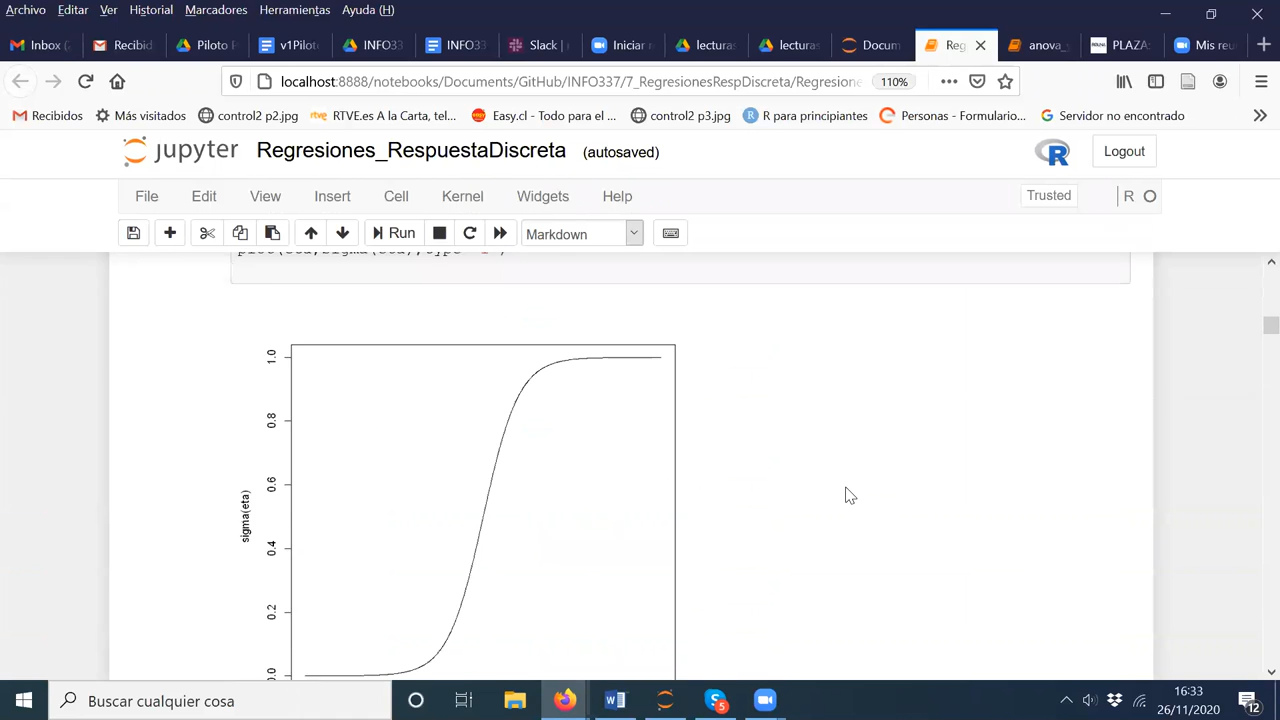 Archivo Editar Ver Historial Marcadores Herramientas Ayuda (H)
Inbox (2 Recibid Piloto v1Pilot INFO33 INFO33 Slack | Iniciar r lecturas lecturas Docum Reg anova_ PLAZA: Mis reu
localhost:8888/notebooks/Documents/GitHub/INFO337/7_RegresionesRespDiscreta/Regresione 110%
Recibidos Más visitados control2 p2.jpg RTVE.es A la Carta, tel... Easy.cl - Todo para el ... control2 p3.jpg R para principiantes Personas - Formulario... Servidor no encontrado
jupyter Regresiones_RespuestaDiscreta (autosaved) R Logout
File Edit View Insert Cell Kernel Widgets Help Trusted R
Run Markdown
1.0
0.8
0.6
sigma(eta)
0.4
0.2
0.0
Buscar cualquier cosa
5
16:33
26/11/2020
12